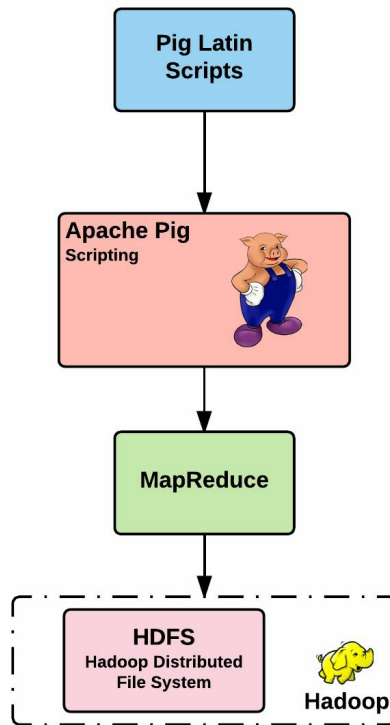 Pig Latin
Scripts
Apache Pig
Scripting
MapReduce
HDFS
Hadoop Distributed
File System
Hadoop